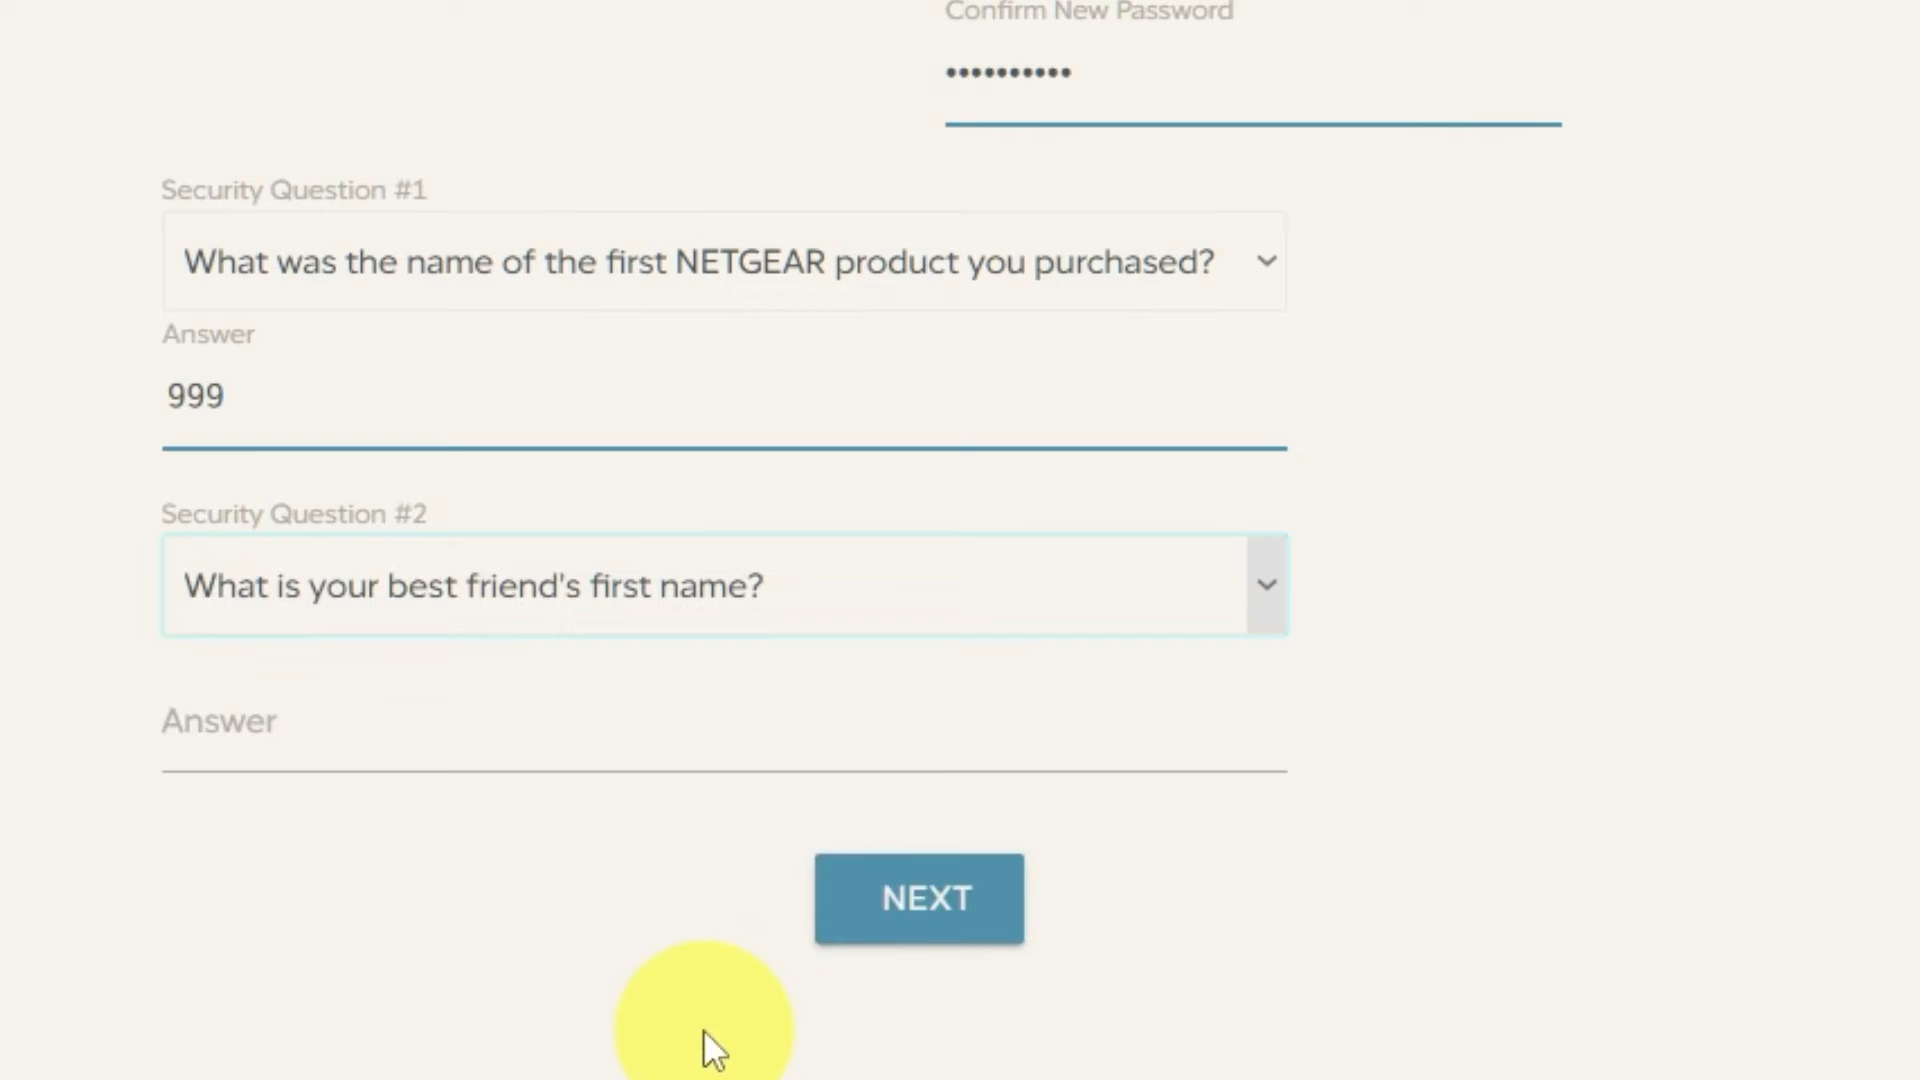 Confirm New Password
••••••••••
Security Question #1
What was the name of the first NETGEAR product you purchased?
Answer
999
Security Question #2
What is your best friend's first name?
Answer
NEXT